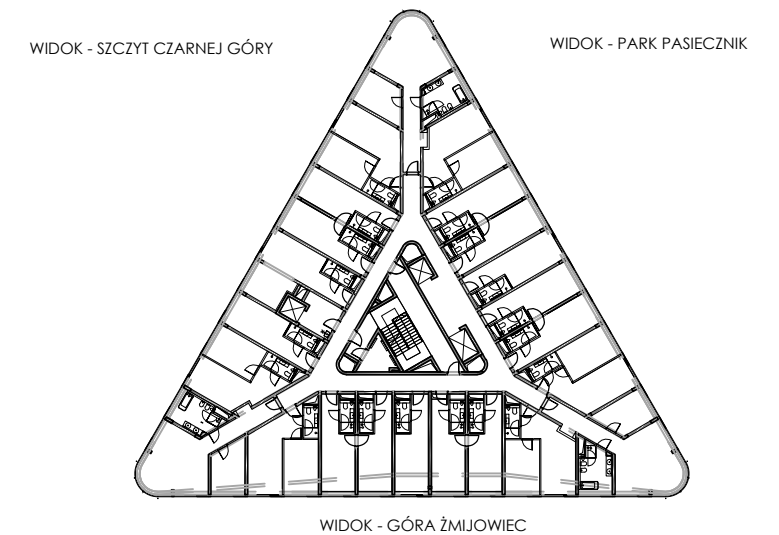 WIDOK - SZCZYT CZARNEJ GÓRY
WIDOK - PARK PASIECZNIK
WIDOK - GÓRA ŻMIJOWIEC